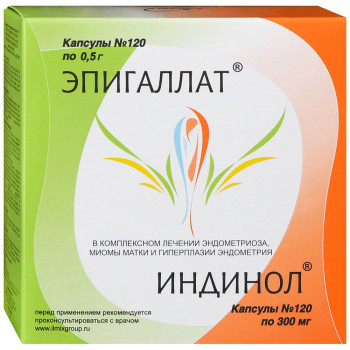 Капсулы №120
по 0,5г
ЭПИГАЛЛАТ®
В КОМПЛЕКСНОМ ЛЕЧЕНИИ ЭНДОМЕТРИОЗА,
МИОМЫ МАТКИ И ГИПЕРПЛАЗИИ ЭНДОМЕТРИЯ
ИНДИНОЛ®
Капсулы №120
по 300 мг
перед применением рекомендуется
проконсультироваться с врачом
www.ilmixgroup.ru